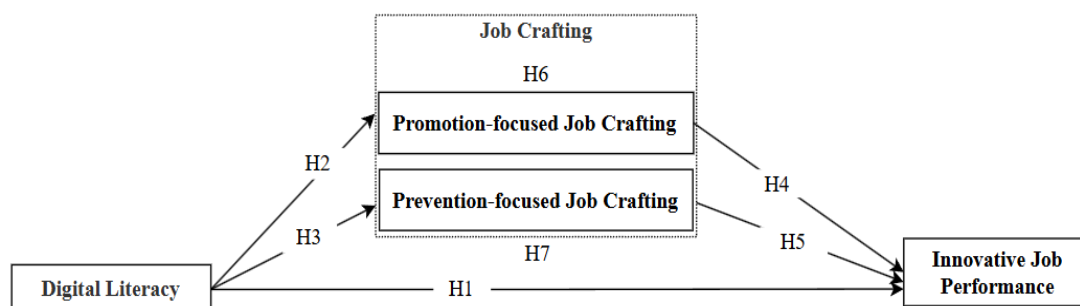 Job Crafting
H6
Promotion-focused Job Crafting
H2
H4
Prevention-focused Job Crafting
H3
H5
H7
Innovative Job
Performance
Digital Literacy
H1